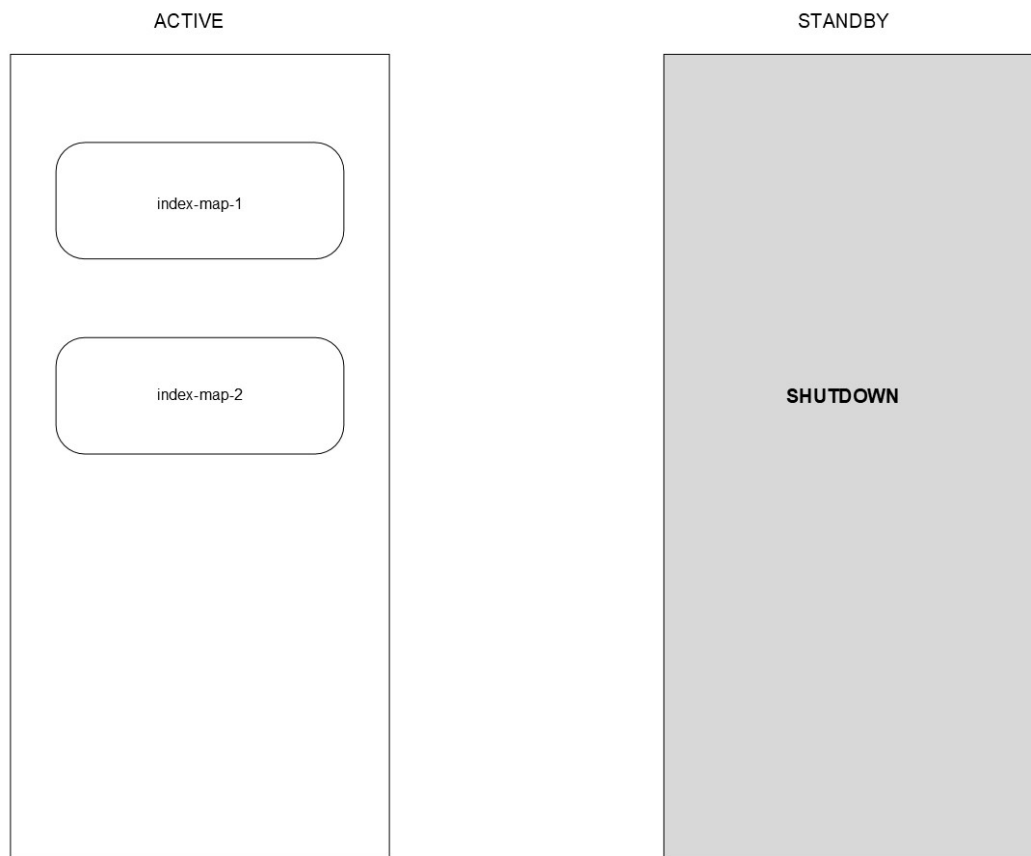 ACTIVE
STANDBY
index-map-1
index-map-2
SHUTDOWN